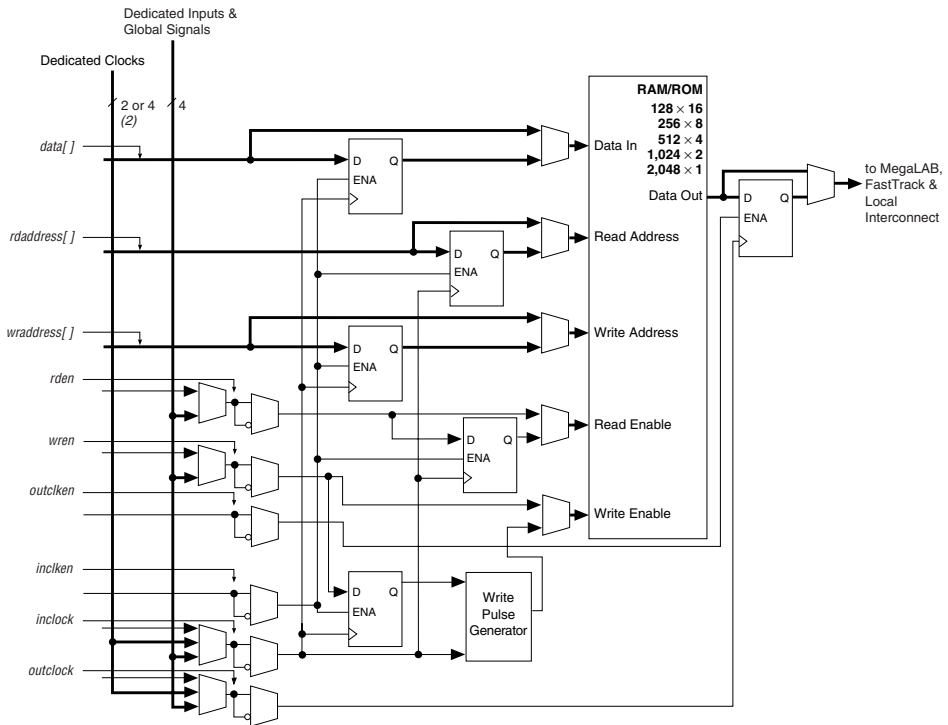 Dedicated Inputs &
Global Signals
Dedicated Clocks
2 or 4
(2)
4
data[ ]
rdaddress[ ]
wraddress[ ]
rden
wren
outclken
inclken
inclock
outclock
D Q
ENA
D Q
ENA
D Q
ENA
D Q
ENA
D Q
ENA
Write
Pulse
Generator
RAM/ROM
128 × 16
256 × 8
512 × 4
1,024 × 2
2,048 × 1
Data In
Data Out
Read Address
Write Address
Read Enable
Write Enable
D Q
ENA
to MegaLAB,
FastTrack &
Local
Interconnect